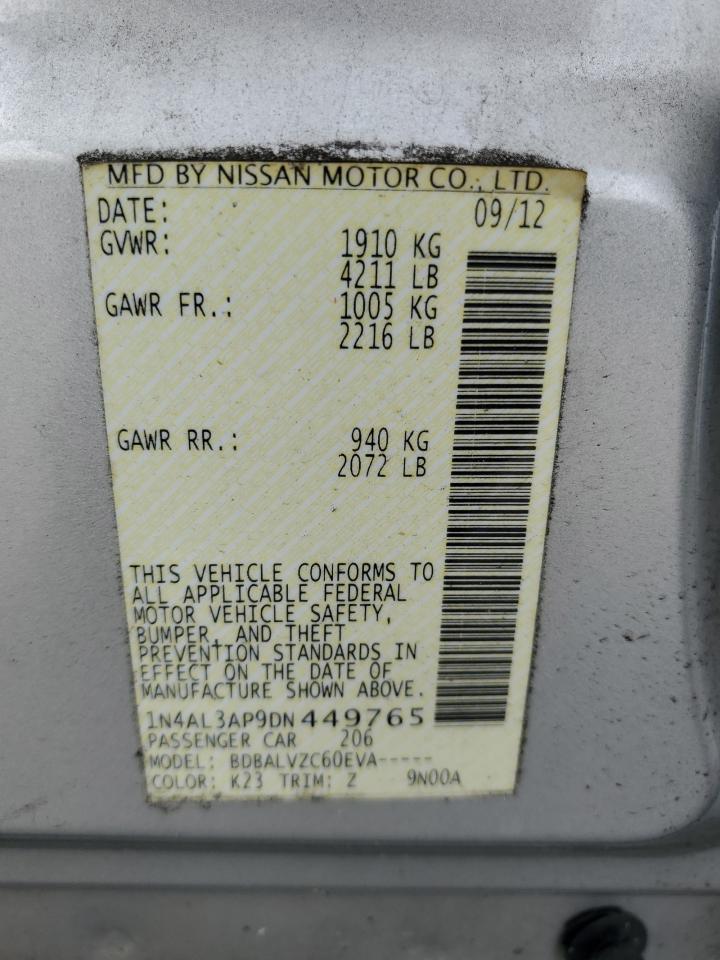 MFD BY NISSAN MOTOR CO., LTD.
DATE: 09/12
GVWR: 1910 KG
4211 LB
GAWR FR.: 1005 KG
2216 LB
GAWR RR.: 940 KG
2072 LB
THIS VEHICLE CONFORMS TO
ALL APPLICABLE FEDERAL
MOTOR VEHICLE SAFETY,
BUMPER, AND THEFT
PREVENTION STANDARDS IN
EFFECT ON THE DATE OF
MANUFACTURE SHOWN ABOVE.
1N4AL3AP9DN449765
PASSENGER CAR 206
MODEL: BDBALVZC60EVA-----
COLOR: K23 TRIM: Z 9N00A